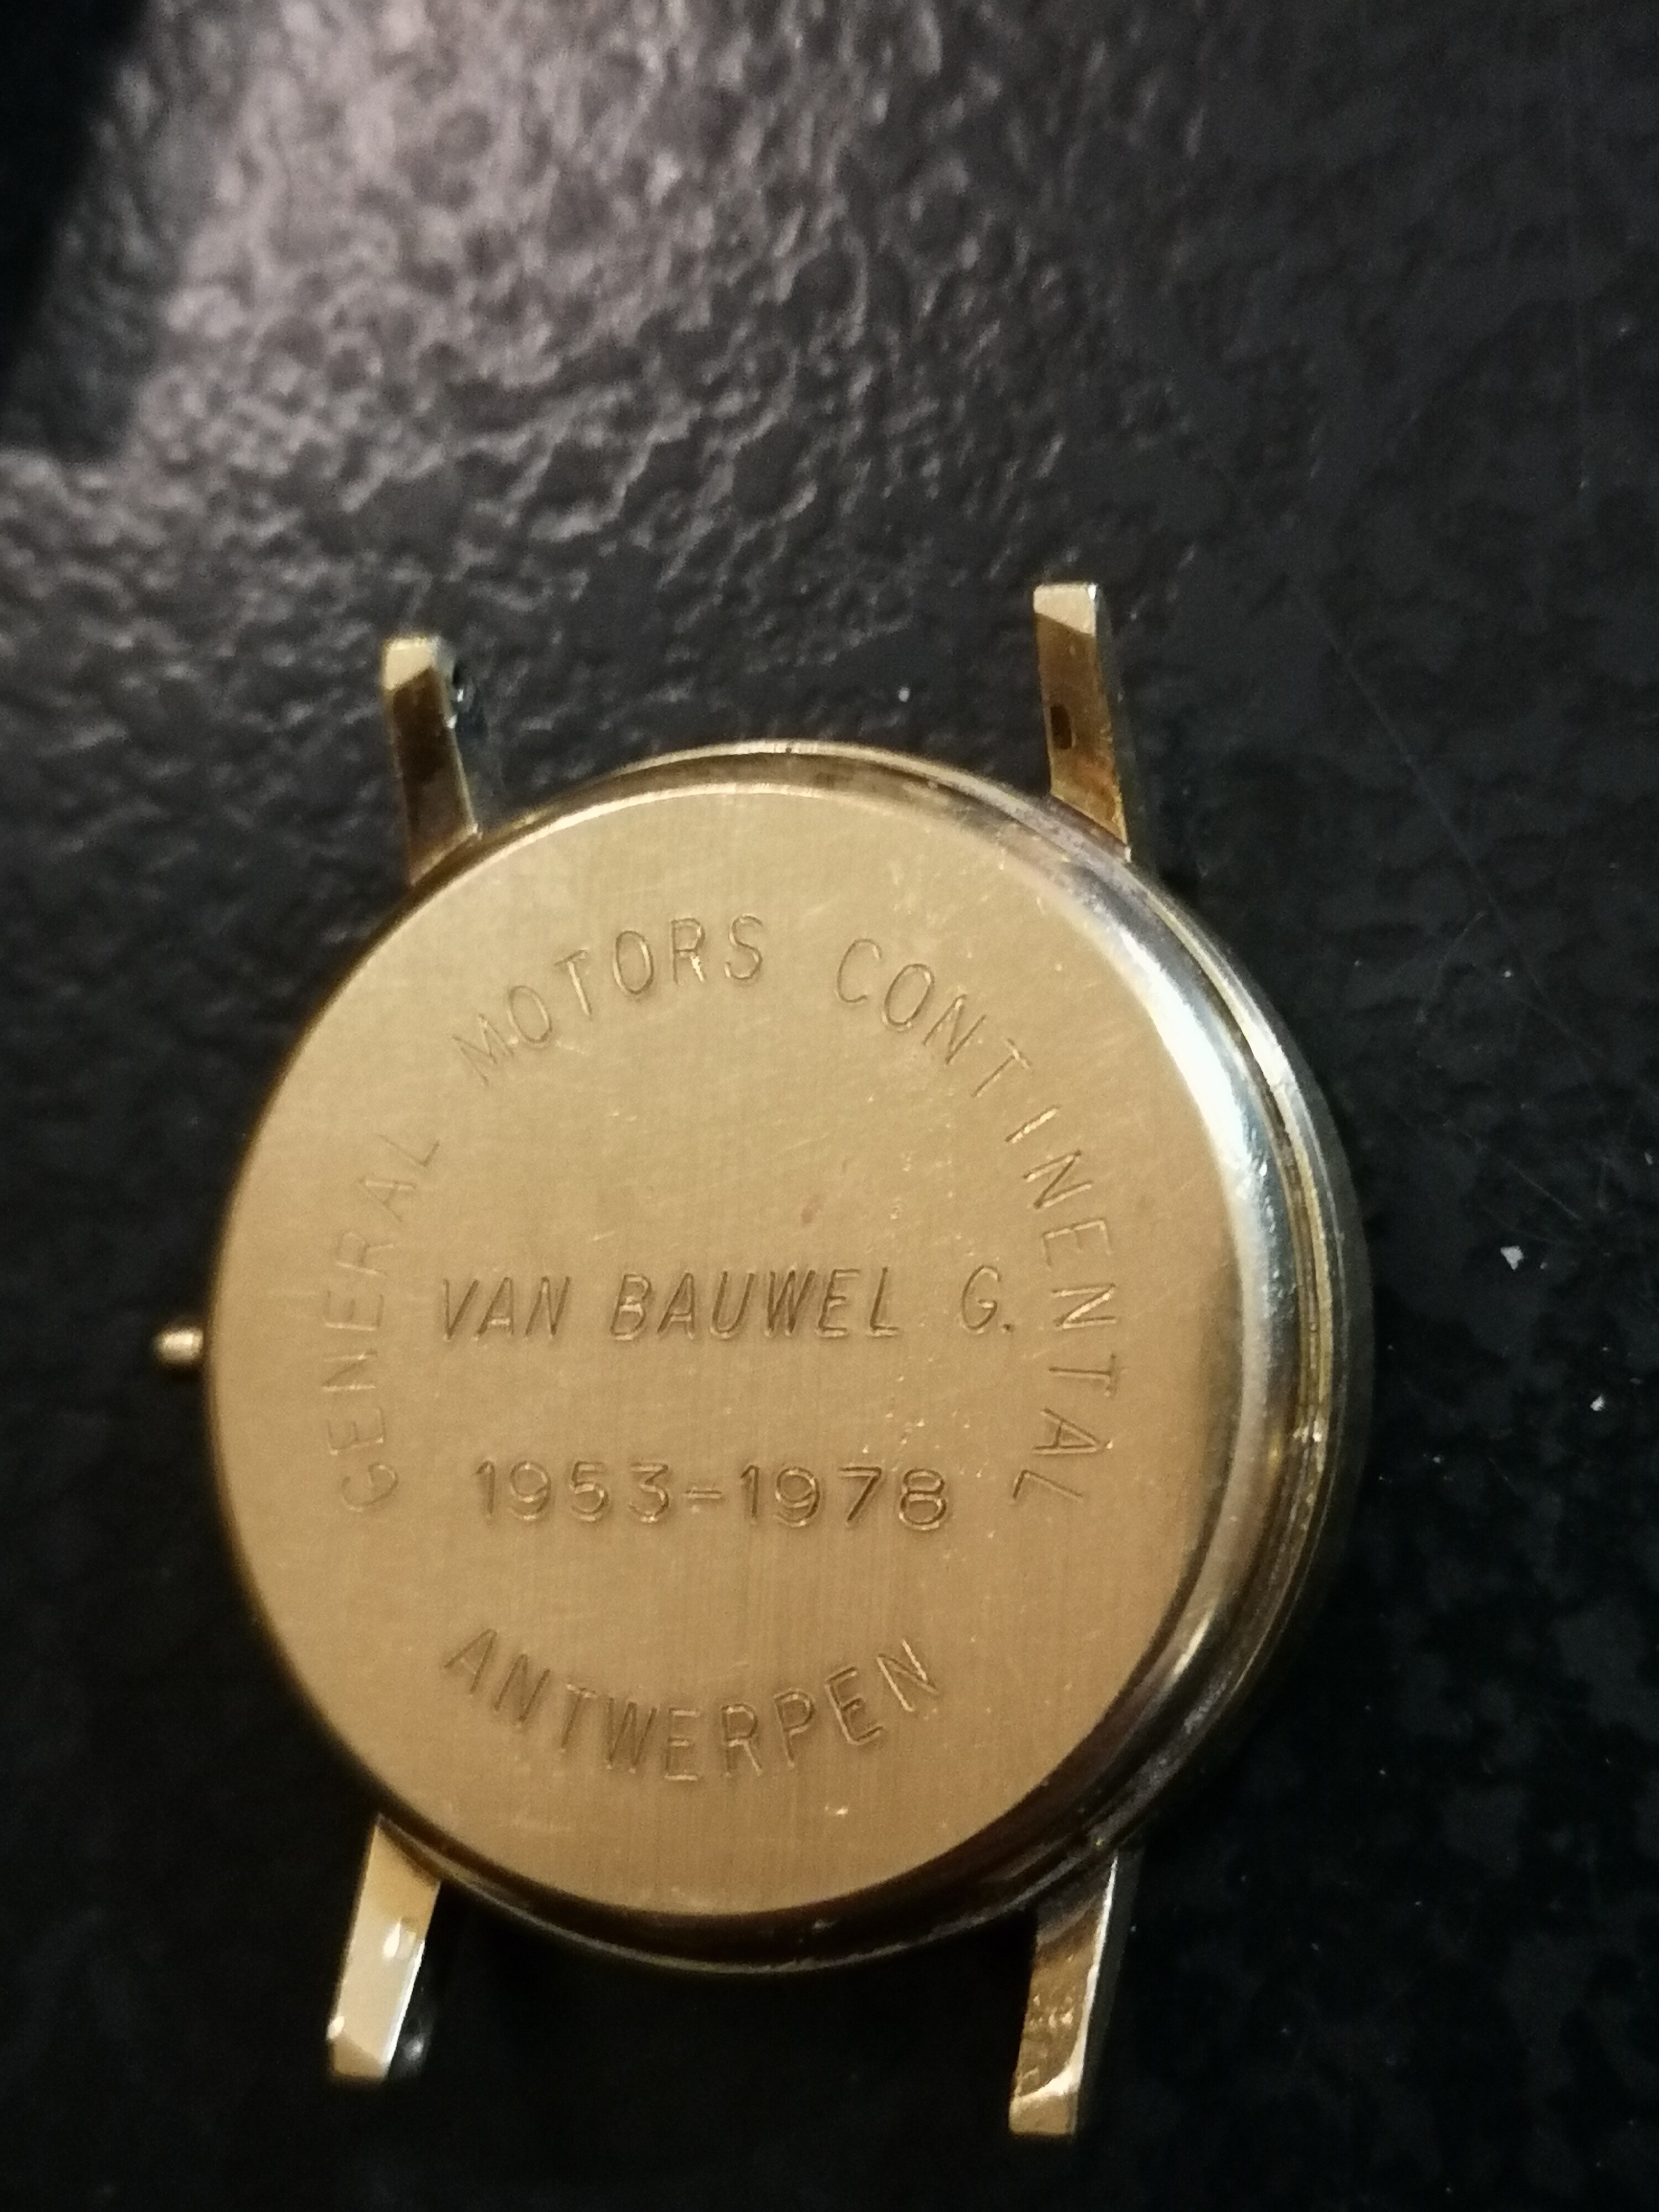 GENERAL MOTORS CONTINENTAL
VAN BAUWEL G.
1953-1978
ANTWERPEN